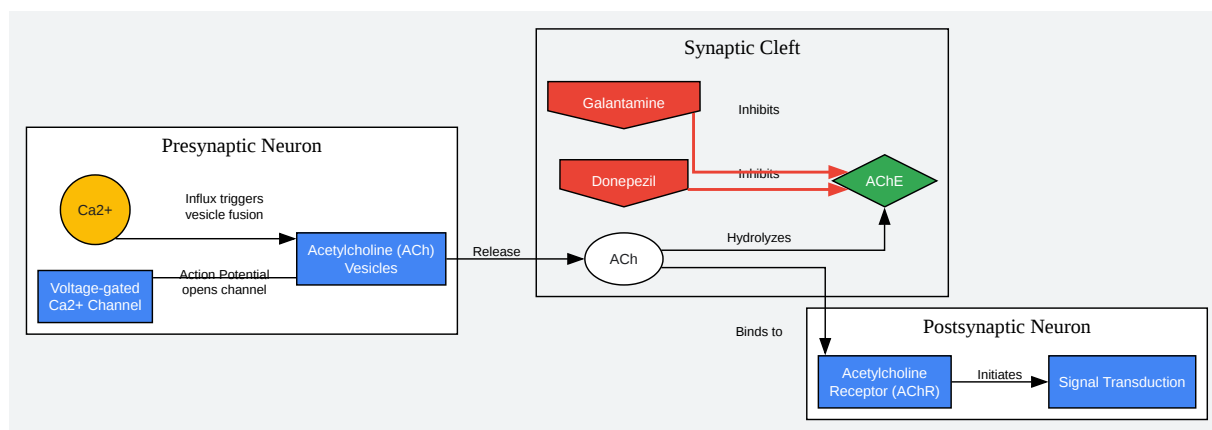 Synaptic Cleft
Galantamine
Inhibits
Donepezil
Inhibits
AChE
Presynaptic Neuron
Ca2+
Influx triggers
vesicle fusion
Acetylcholine (ACh)
Vesicles
Voltage-gated
Ca2+ Channel
Action Potential
opens channel
Release
ACh
Hydrolyzes
Binds to
Postsynaptic Neuron
Acetylcholine
Receptor (AChR)
Initiates
Signal Transduction